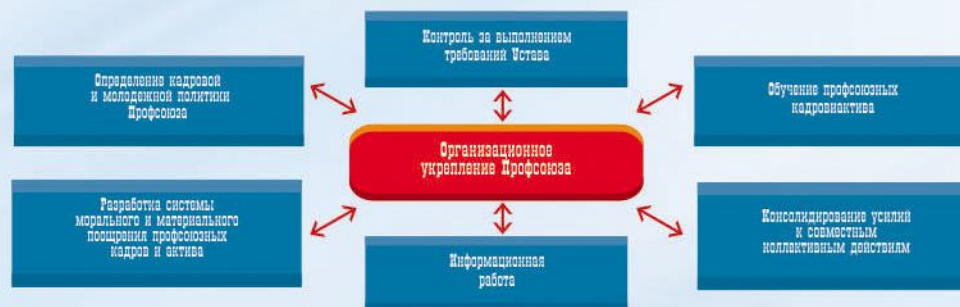 Контроль за выполнением
требований Устава
Определение кадровой
и молодежной политики
Профсоюза
Обучение профсоюзных
кадровиактива
Организационное
укрепление Профсоюза
Разработка системы
морального и материального
поощрения профсоюзных
кадров и актива
Консолидирование усилий
к совместным
коллективным действиям
Информационная
работа